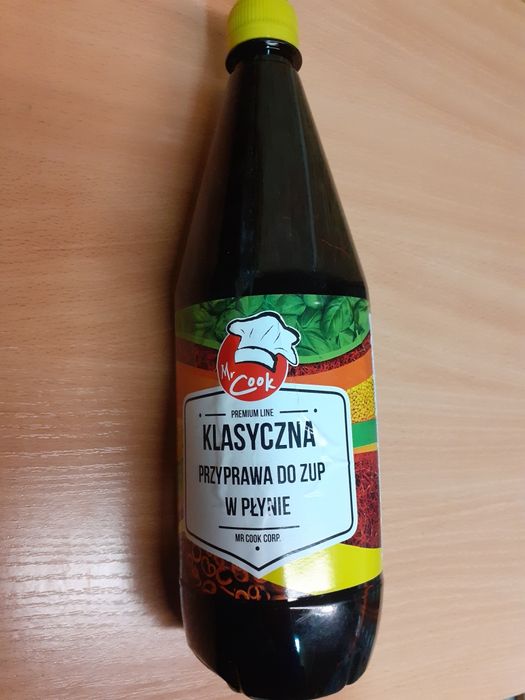 Mr
Cook
PREMIUM LINE
KLASYCZNA
PRZYPRAWA DO ZUP
W PŁYNIE
MR COOK CORP.